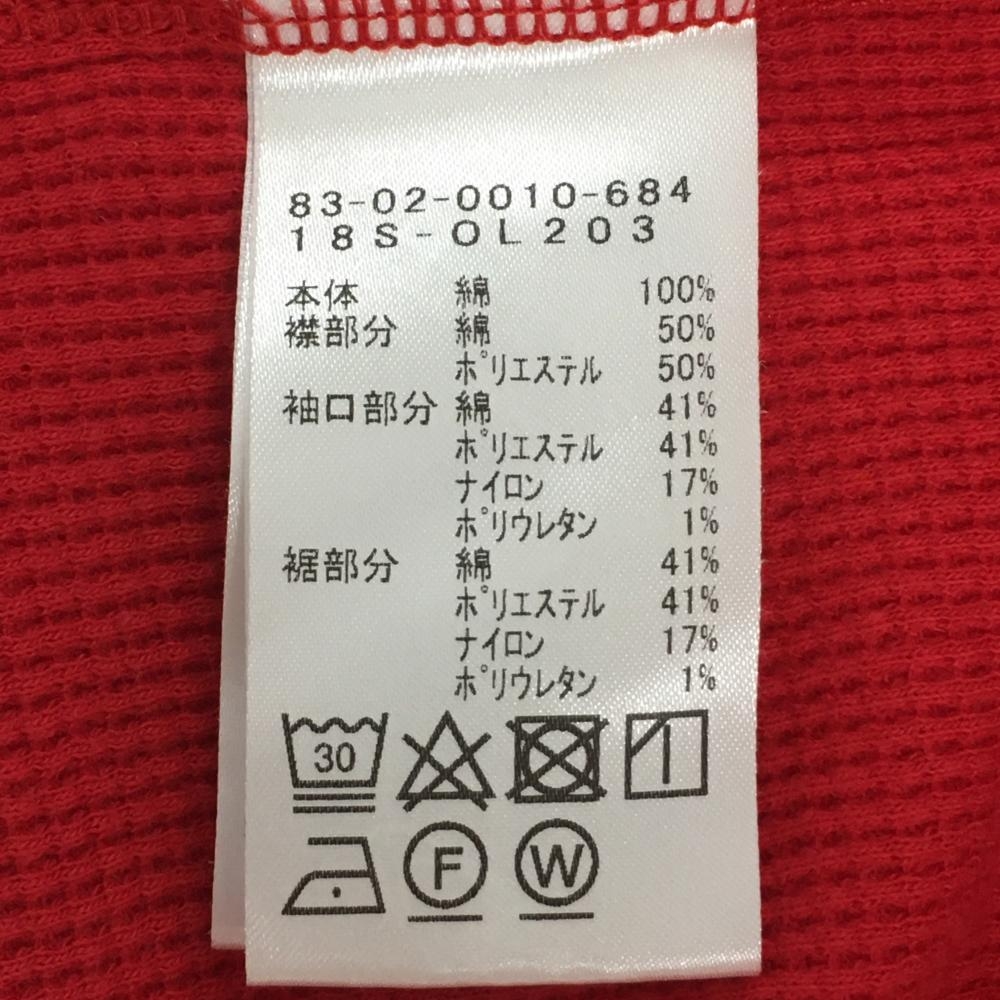 83-02-0010-684
18S-OL203
本体 綿 100%
襟部分 綿 50%
ポリエステル 50%
袖口部分 綿 41%
ポリエステル 41%
ナイロン 17%
ポリウレタン 1%
裾部分 綿 41%
ポリエステル 41%
ナイロン 17%
ポリウレタン 1%
30
F W